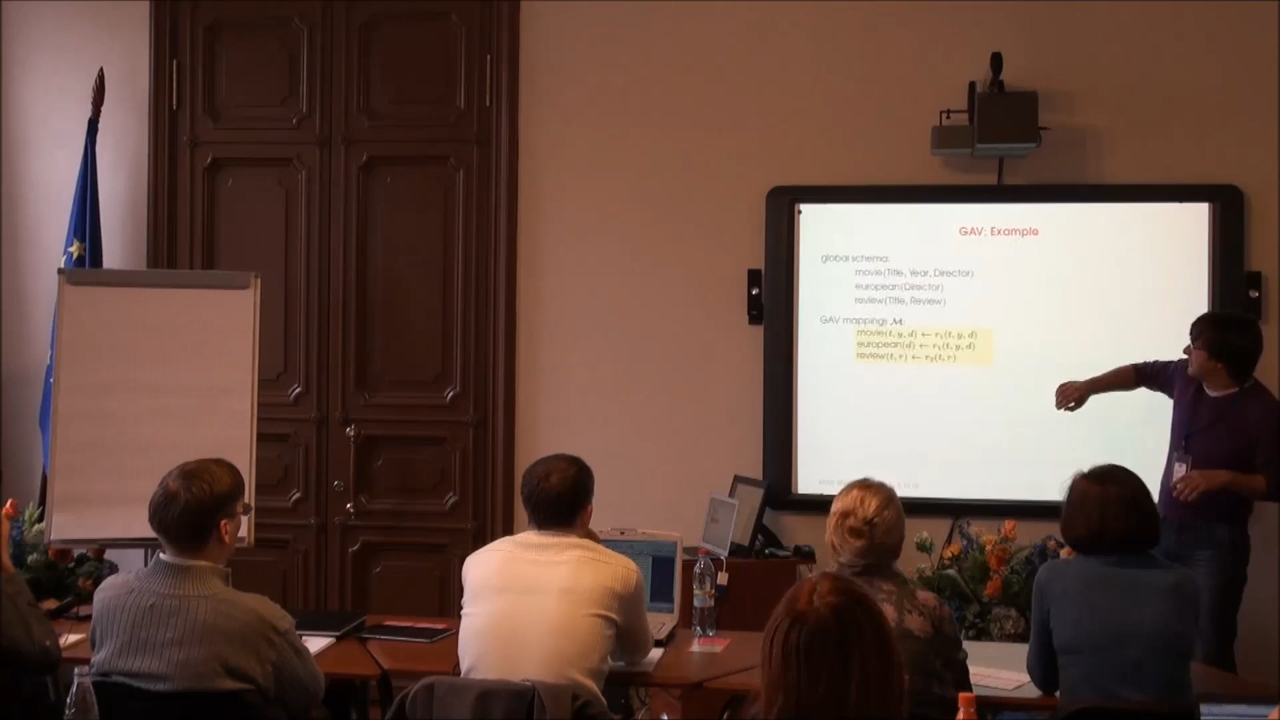 GAV: Example
global schema:
movie(Title, Year, Director)
european(Director)
review(Title, Review)
GAV mappings M:
movie(t, y, d) ← r₁(t, y, d)
european(d) ← r₁(t, y, d)
review(t, r) ← r₂(t, r)